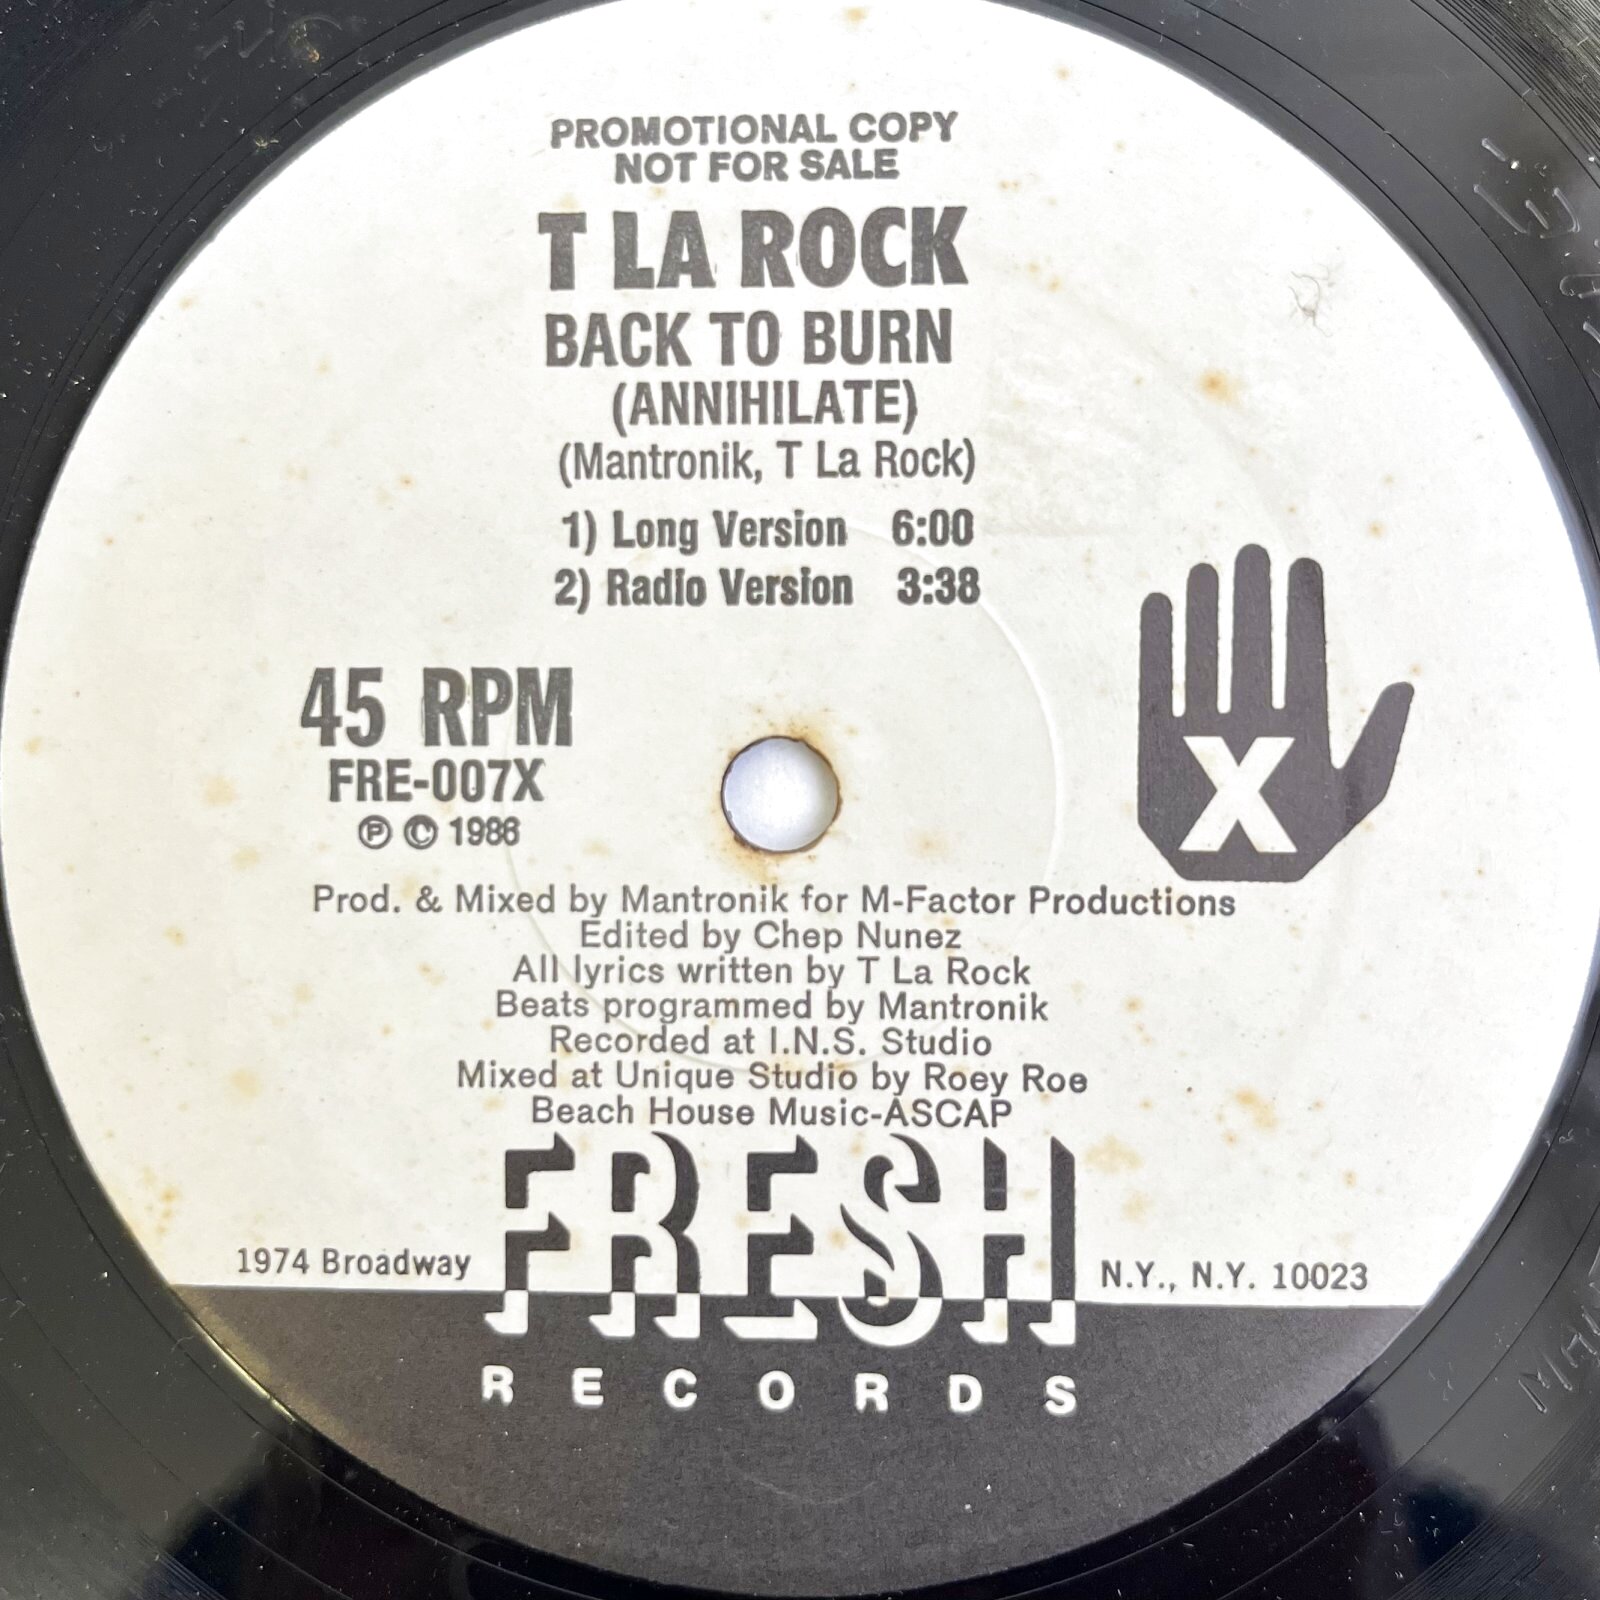 PROMOTIONAL COPY
NOT FOR SALE
T LA ROCK
BACK TO BURN
(ANNIHILATE)
(Mantronik, T La Rock)
1) Long Version 6:00
2) Radio Version 3:38
45 RPM
FRE-007X
℗ © 1986
X
Prod. & Mixed by Mantronik for M-Factor Productions
Edited by Chep Nunez
All lyrics written by T La Rock
Beats programmed by Mantronik
Recorded at I.N.S. Studio
Mixed at Unique Studio by Roey Roe
Beach House Music-ASCAP
1974 Broadway
FRESH
N.Y., N.Y. 10023
RECORDS